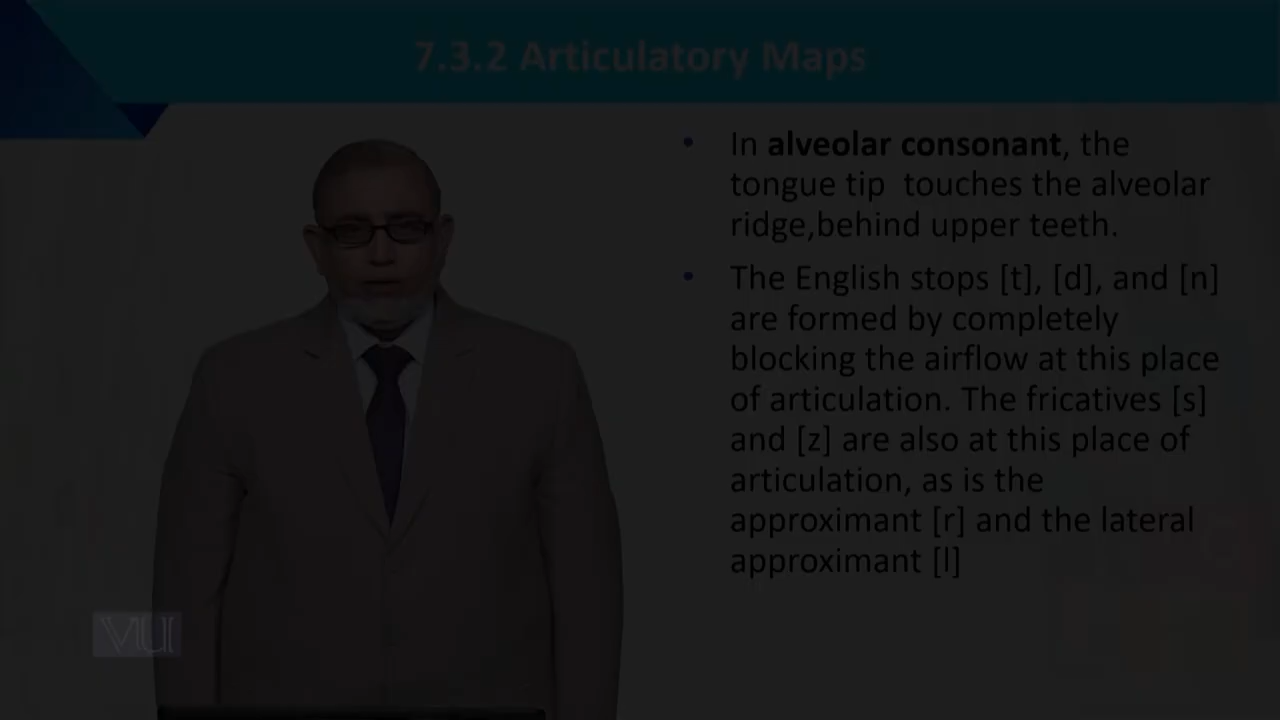 7.3.2 Articulatory Maps
• In alveolar consonant, the
tongue tip  touches the alveolar
ridge,behind upper teeth.
• The English stops [t], [d], and [n]
are formed by completely
blocking the airflow at this place
of articulation. The fricatives [s]
and [z] are also at this place of
articulation, as is the
approximant [r] and the lateral
approximant [l]
VU